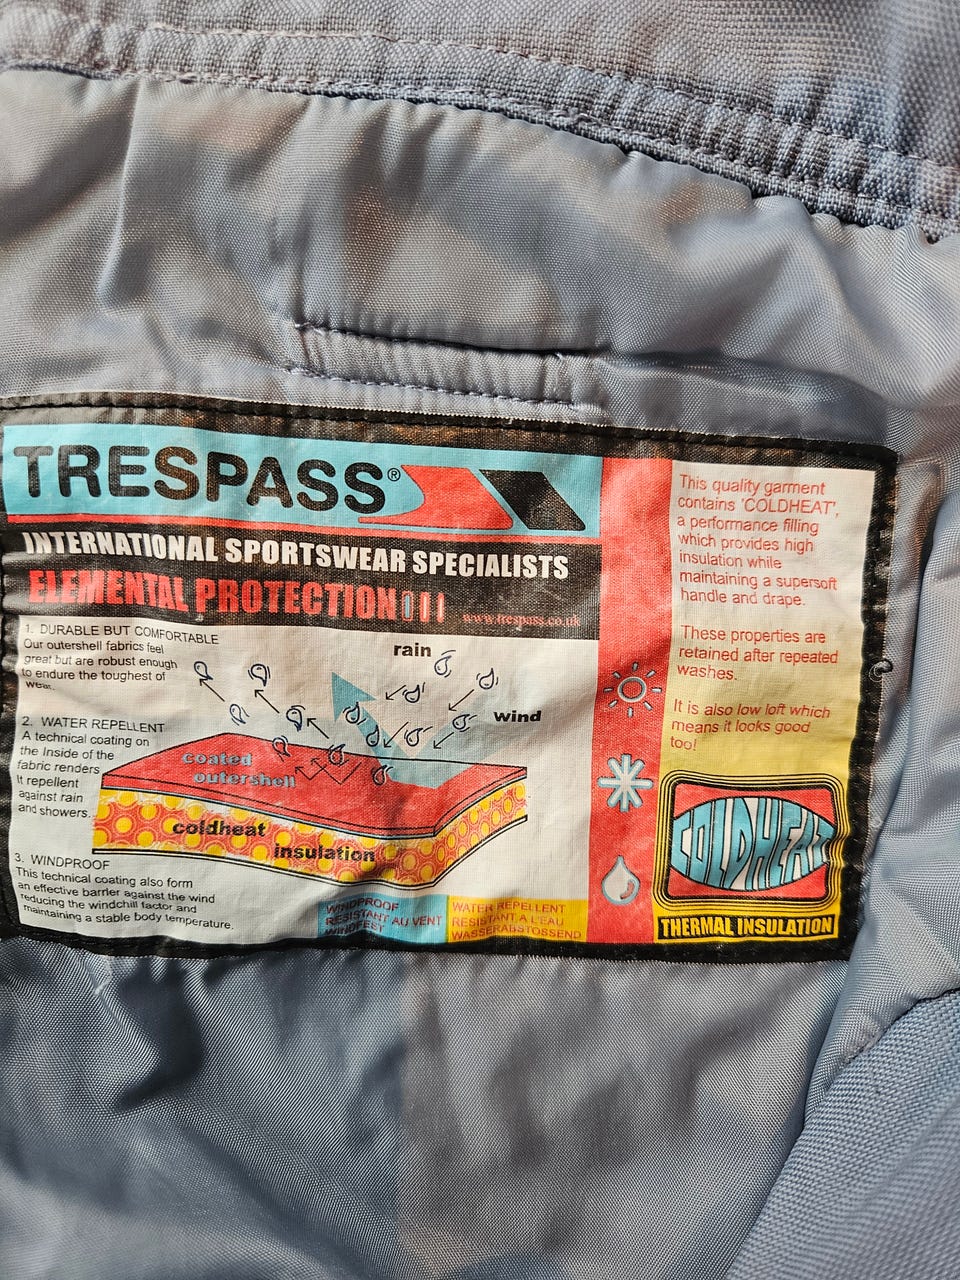 TRESPASS®
INTERNATIONAL SPORTSWEAR SPECIALISTS
ELEMENTAL PROTECTION
www.trespass.co.uk
1. DURABLE BUT COMFORTABLE
Our outershell fabrics feel
great but are robust enough
to endure the toughest of
wear.
2. WATER REPELLENT
A technical coating on
the Inside of the
fabric renders
It repellent
against rain
and showers.
3. WINDPROOF
This technical coating also form
an effective barrier against the wind
reducing the windchill factor and
maintaining a stable body temperature.
rain
wind
coated
outershell
coldheat
insulation
WINDPROOF
RESISTANT AU VENT
WINDFEST
WATER REPELLENT
RESISTANT A L'EAU
WASSERABSTOSSEND
This quality garment
contains 'COLDHEAT',
a performance filling
which provides high
insulation while
maintaining a supersoft
handle and drape.
These properties are
retained after repeated
washes.
It is also low loft which
means it looks good
too!
COLDHEAT
THERMAL INSULATION